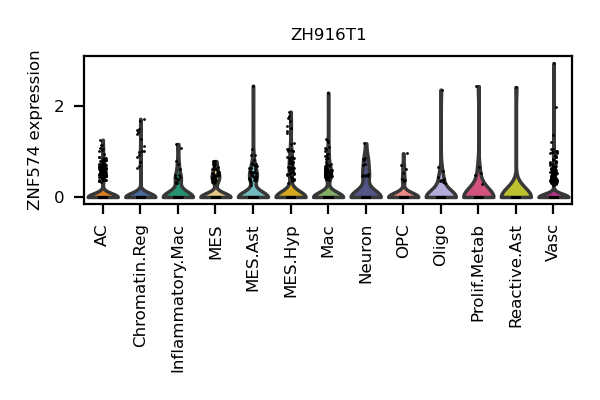 ZH916T1
ZNF574 expression
2
0
AC
Chromatin.Reg
Inflammatory.Mac
MES
MES.Ast
MES.Hyp
Mac
Neuron
OPC
Oligo
Prolif.Metab
Reactive.Ast
Vasc